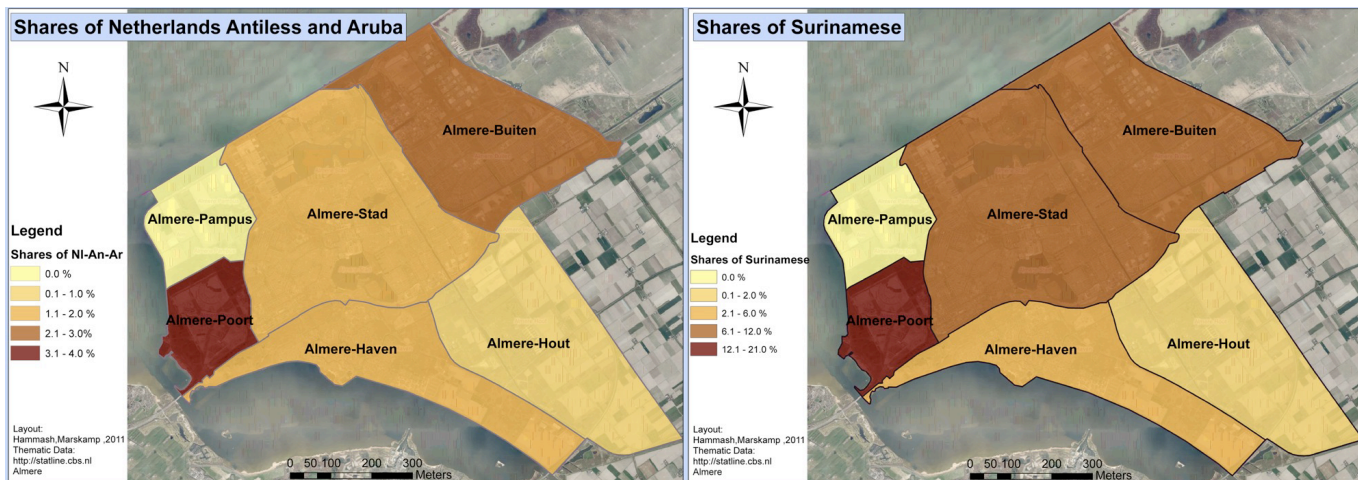 Shares of Netherlands Antiless and Aruba
N
Almere-Buiten
Almere-Stad
Almere-Pampus
Almere-Poort
Almere-Haven
Almere-Hout
Legend
Shares of Nl-An-Ar
0.0 %
0.1 - 1.0 %
1.1 - 2.0 %
2.1 - 3.0%
3.1 - 4.0 %
Layout:
Hammash,Marskamp ,2011
Thematic Data:
http://statline.cbs.nl
Almere
0 50 100 200 300
Meters
Shares of Surinamese
N
Almere-Buiten
Almere-Stad
Almere-Pampus
Almere-Poort
Almere-Haven
Almere-Hout
Legend
Shares of Surinamese
0.0 %
0.1 - 2.0 %
2.1 - 6.0 %
6.1 - 12.0 %
12.1 - 21.0 %
Layout:
Hammash,Marskamp ,2011
Thematic Data:
http://statline.cbs.nl
Almere
0 50 100 200 300
Meters